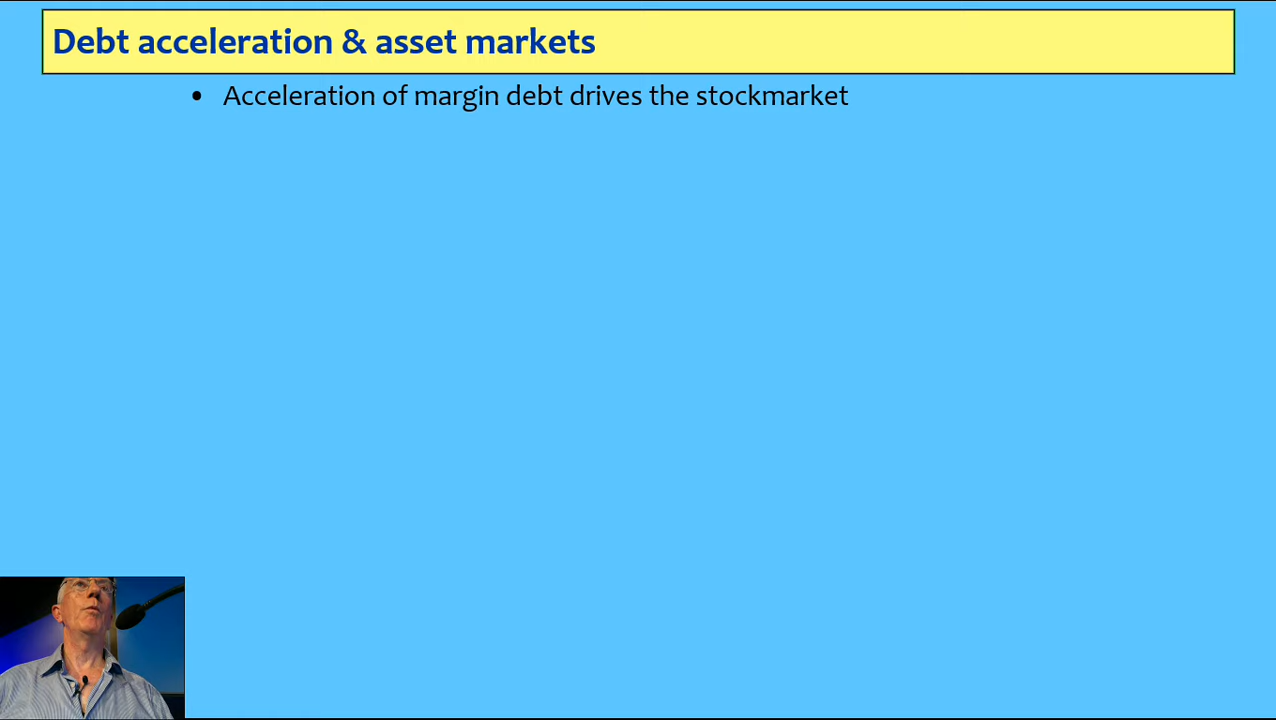 Debt acceleration & asset markets
• Acceleration of margin debt drives the stockmarket